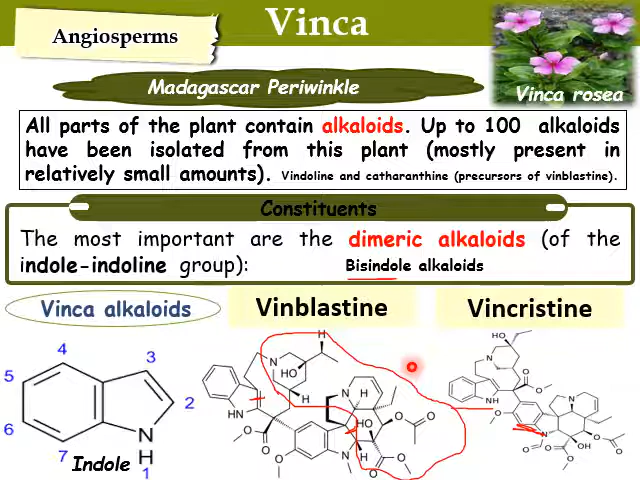 Vinca
Angiosperms
Madagascar Periwinkle
Vinca rosea
All parts of the plant contain alkaloids. Up to 100 alkaloids
have been isolated from this plant (mostly present in
relatively small amounts). Vindoline and catharanthine (precursors of vinblastine).
Constituents
The most important are the dimeric alkaloids (of the
indole-indoline group): Bisindole alkaloids
Vinca alkaloids
Vinblastine
Vincristine
4
3
5
2
6
7
N
H
1
Indole
H
N
HO
H
HN
H
N
N
O
O
O
H
N
HO
O
O
O
O
HO
N
NH
O
O
O
N
N
O
HO
O
O
O
O